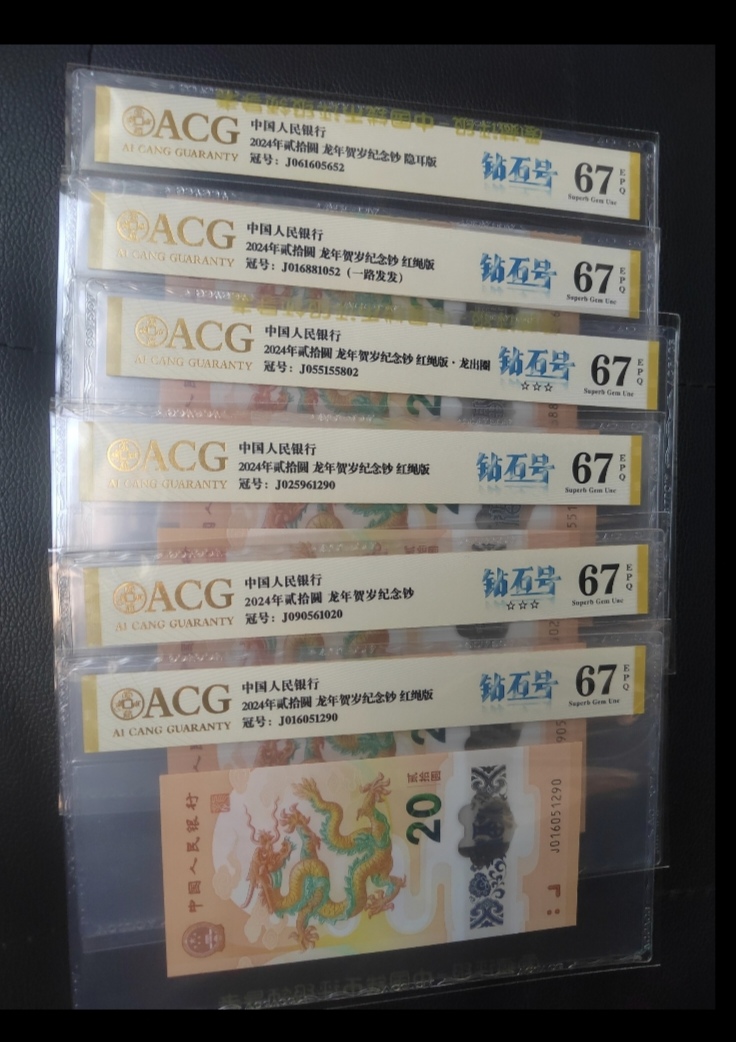 ACG
AI CANG GUARANTY
中国人民银行
2024年贰拾圆 龙年贺岁纪念钞 隐耳版
冠号：J061605652
钻石号
67
EPQ
Superb Gem Unc
ACG
AI CANG GUARANTY
中国人民银行
2024年贰拾圆 龙年贺岁纪念钞 红绳版
冠号：J016881052（一路发发）
钻石号
67
EPQ
Superb Gem Unc
ACG
AI CANG GUARANTY
中国人民银行
2024年贰拾圆 龙年贺岁纪念钞 红绳版·龙出圈
冠号：J055155802
钻石号
☆☆☆
67
EPQ
Superb Gem Unc
ACG
AI CANG GUARANTY
中国人民银行
2024年贰拾圆 龙年贺岁纪念钞 红绳版
冠号：J025961290
钻石号
67
EPQ
Superb Gem Unc
ACG
AI CANG GUARANTY
中国人民银行
2024年贰拾圆 龙年贺岁纪念钞
冠号：J090561020
钻石号
☆☆☆
67
EPQ
Superb Gem Unc
ACG
AI CANG GUARANTY
中国人民银行
2024年贰拾圆 龙年贺岁纪念钞 红绳版
冠号：J016051290
钻石号
67
EPQ
Superb Gem Unc
中国人民银行
贰拾圆
20
J016051290